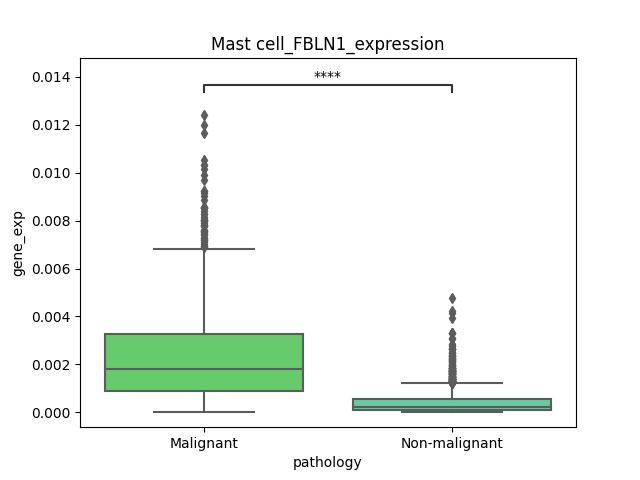 Mast cell_FBLN1_expression
****
0.014
0.012
0.010
0.008
0.006
0.004
0.002
0.000
gene_exp
Malignant
Non-malignant
pathology